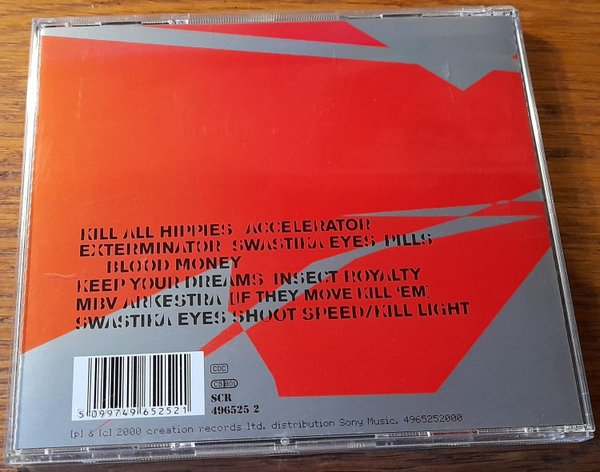 KILL ALL HIPPIES ACCELERATOR
EXTERMINATOR SWASTIKA EYES PILLS
BLOOD MONEY
KEEP YOUR DREAMS INSECT ROYALTY
MBV ARKESTRA [IF THEY MOVE KILL 'EM]
SWASTIKA EYES SHOOT SPEED/KILL LIGHT
CDC
SCR
496525 2
5 099749 652521
[p] & [c] 2000 creation records ltd. distribution Sony Music. 4965252000